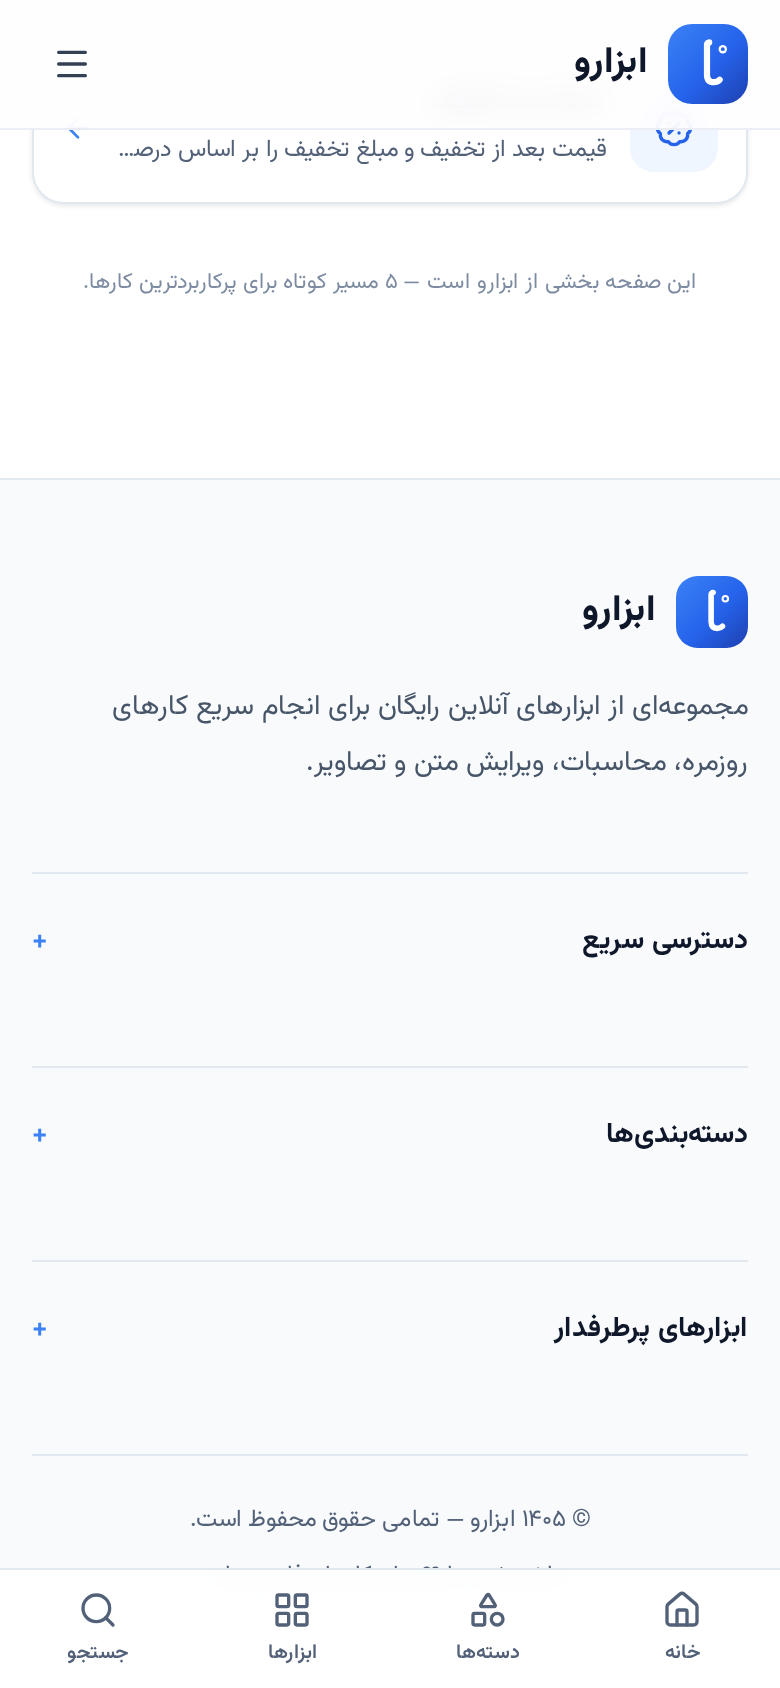 ابزارو
قیمت بعد از تخفیف و مبلغ تخفیف را بر اساس درصد...
این صفحه بخشی از ابزارو است — ۵ مسیر کوتاه برای پرکاربردترین کارها.
ابزارو
مجموعه‌ای از ابزارهای آنلاین رایگان برای انجام سریع کارهای
روزمره، محاسبات، ویرایش متن و تصاویر.
دسترسی سریع +
دسته‌بندی‌ها +
ابزارهای پرطرفدار +
© ۱۴۰۵ ابزارو — تمامی حقوق محفوظ است.
خانه
دسته‌ها
ابزارها
جستجو